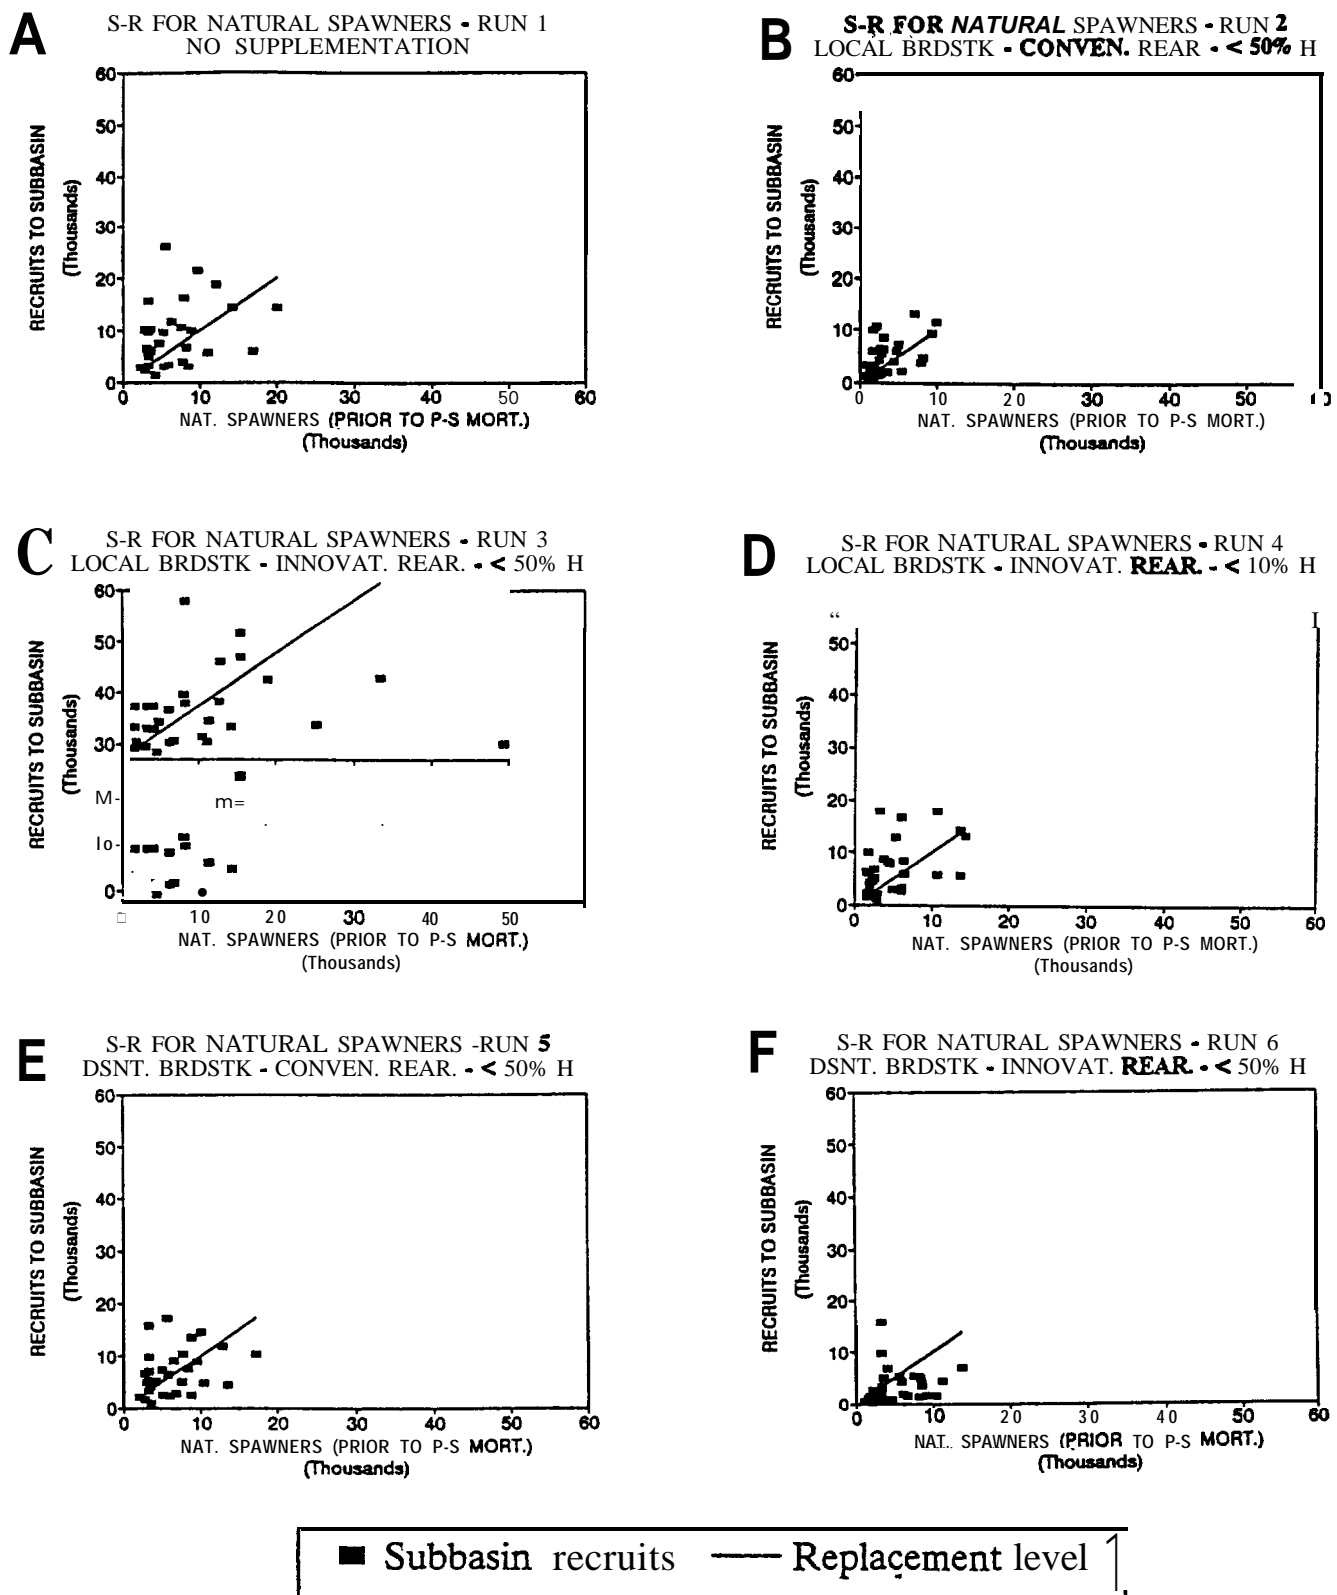 A
S-R FOR NATURAL SPAWNERS - RUN 1
NO SUPPLEMENTATION
RECRUITS TO SUBBASIN
(Thousands)
60
50
40
30
20
10
0
0 10 20 30 40 50 60
NAT. SPAWNERS (PRIOR TO P-S MORT.)
(Thousands)
B
S-R FOR NATURAL SPAWNERS - RUN 2
LOCAL BRDSTK - CONVEN. REAR - < 50% H
RECRUITS TO SUBBASIN
(Thousands)
60
50
40
30
20
10
0
0 10 20 30 40 50
NAT. SPAWNERS (PRIOR TO P-S MORT.)
(Thousands)
C
S-R FOR NATURAL SPAWNERS - RUN 3
LOCAL BRDSTK - INNOVAT. REAR. - < 50% H
RECRUITS TO SUBBASIN
(Thousands)
60
50
40
30
M-
m=
lo-
0
10 20 30 40 50
NAT. SPAWNERS (PRIOR TO P-S MORT.)
(Thousands)
D
S-R FOR NATURAL SPAWNERS - RUN 4
LOCAL BRDSTK - INNOVAT. REAR. - < 10% H
RECRUITS TO SUBBASIN
(Thousands)
50
40
30
20
10
0
0 10 20 30 40 50 60
NAT. SPAWNERS (PRIOR TO P-S MORT.)
(Thousands)
E
S-R FOR NATURAL SPAWNERS -RUN 5
DSNT. BRDSTK - CONVEN. REAR. - < 50% H
RECRUITS TO SUBBASIN
(Thousands)
60
50
40
30
20
10
0
0 10 20 30 40 50 60
NAT. SPAWNERS (PRIOR TO P-S MORT.)
(Thousands)
F
S-R FOR NATURAL SPAWNERS - RUN 6
DSNT. BRDSTK - INNOVAT. REAR. - < 50% H
RECRUITS TO SUBBASIN
(Thousands)
60
50
40
30
20
10
0
0 10 20 30 40 50 60
NAT.. SPAWNERS (PRIOR TO P-S MORT.)
(Thousands)
Subbasin recruits Replacement level